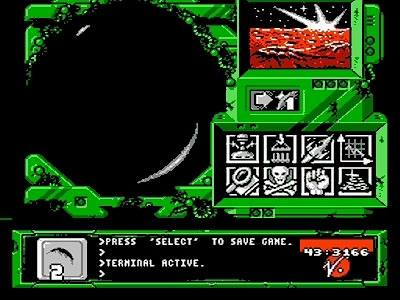 >PRESS 'SELECT' TO SAVE GAME.
>
>TERMINAL ACTIVE.
>
2
43:3166